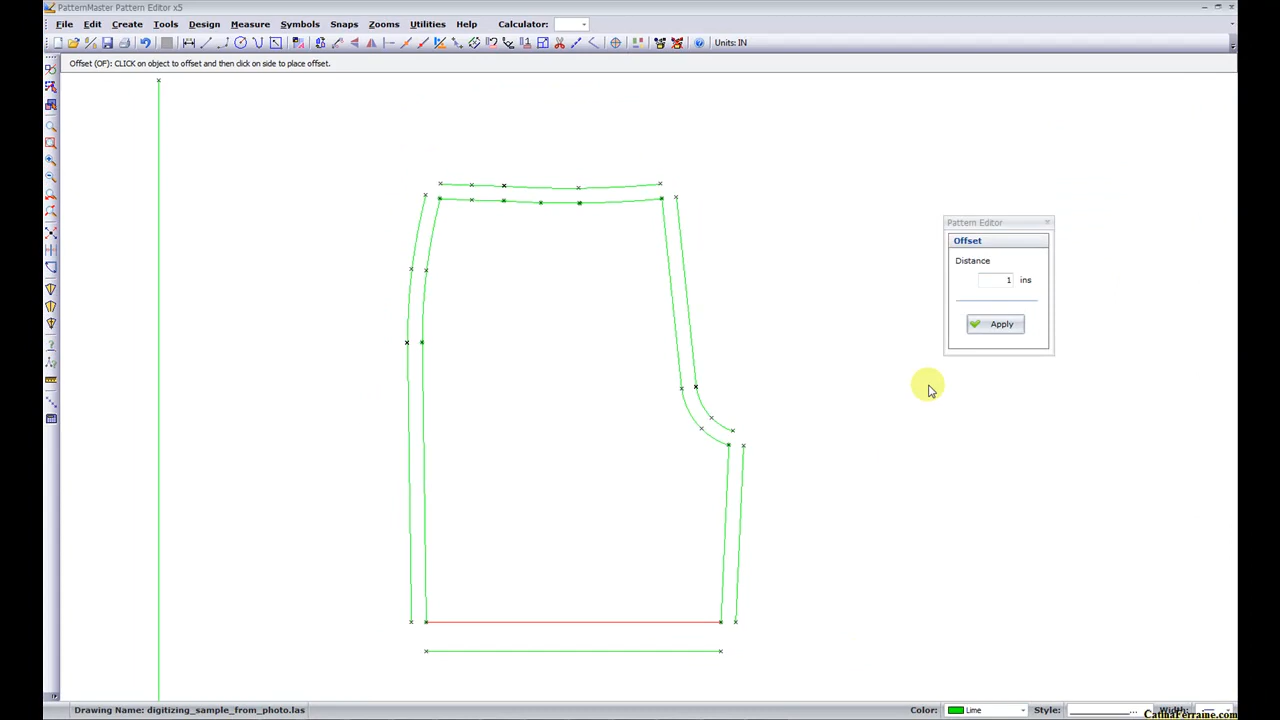 PatternMaster Pattern Editor x5
File Edit Create Tools Design Measure Symbols Snaps Zooms Utilities Help Calculator:
Units: IN
Offset (OF): CLICK on object to offset and then click on side to place offset.
Pattern Editor
Offset
Distance
1 ins
Apply
Drawing Name: digitizing_sample_from_photo.las
Color: Lime Style: Width: